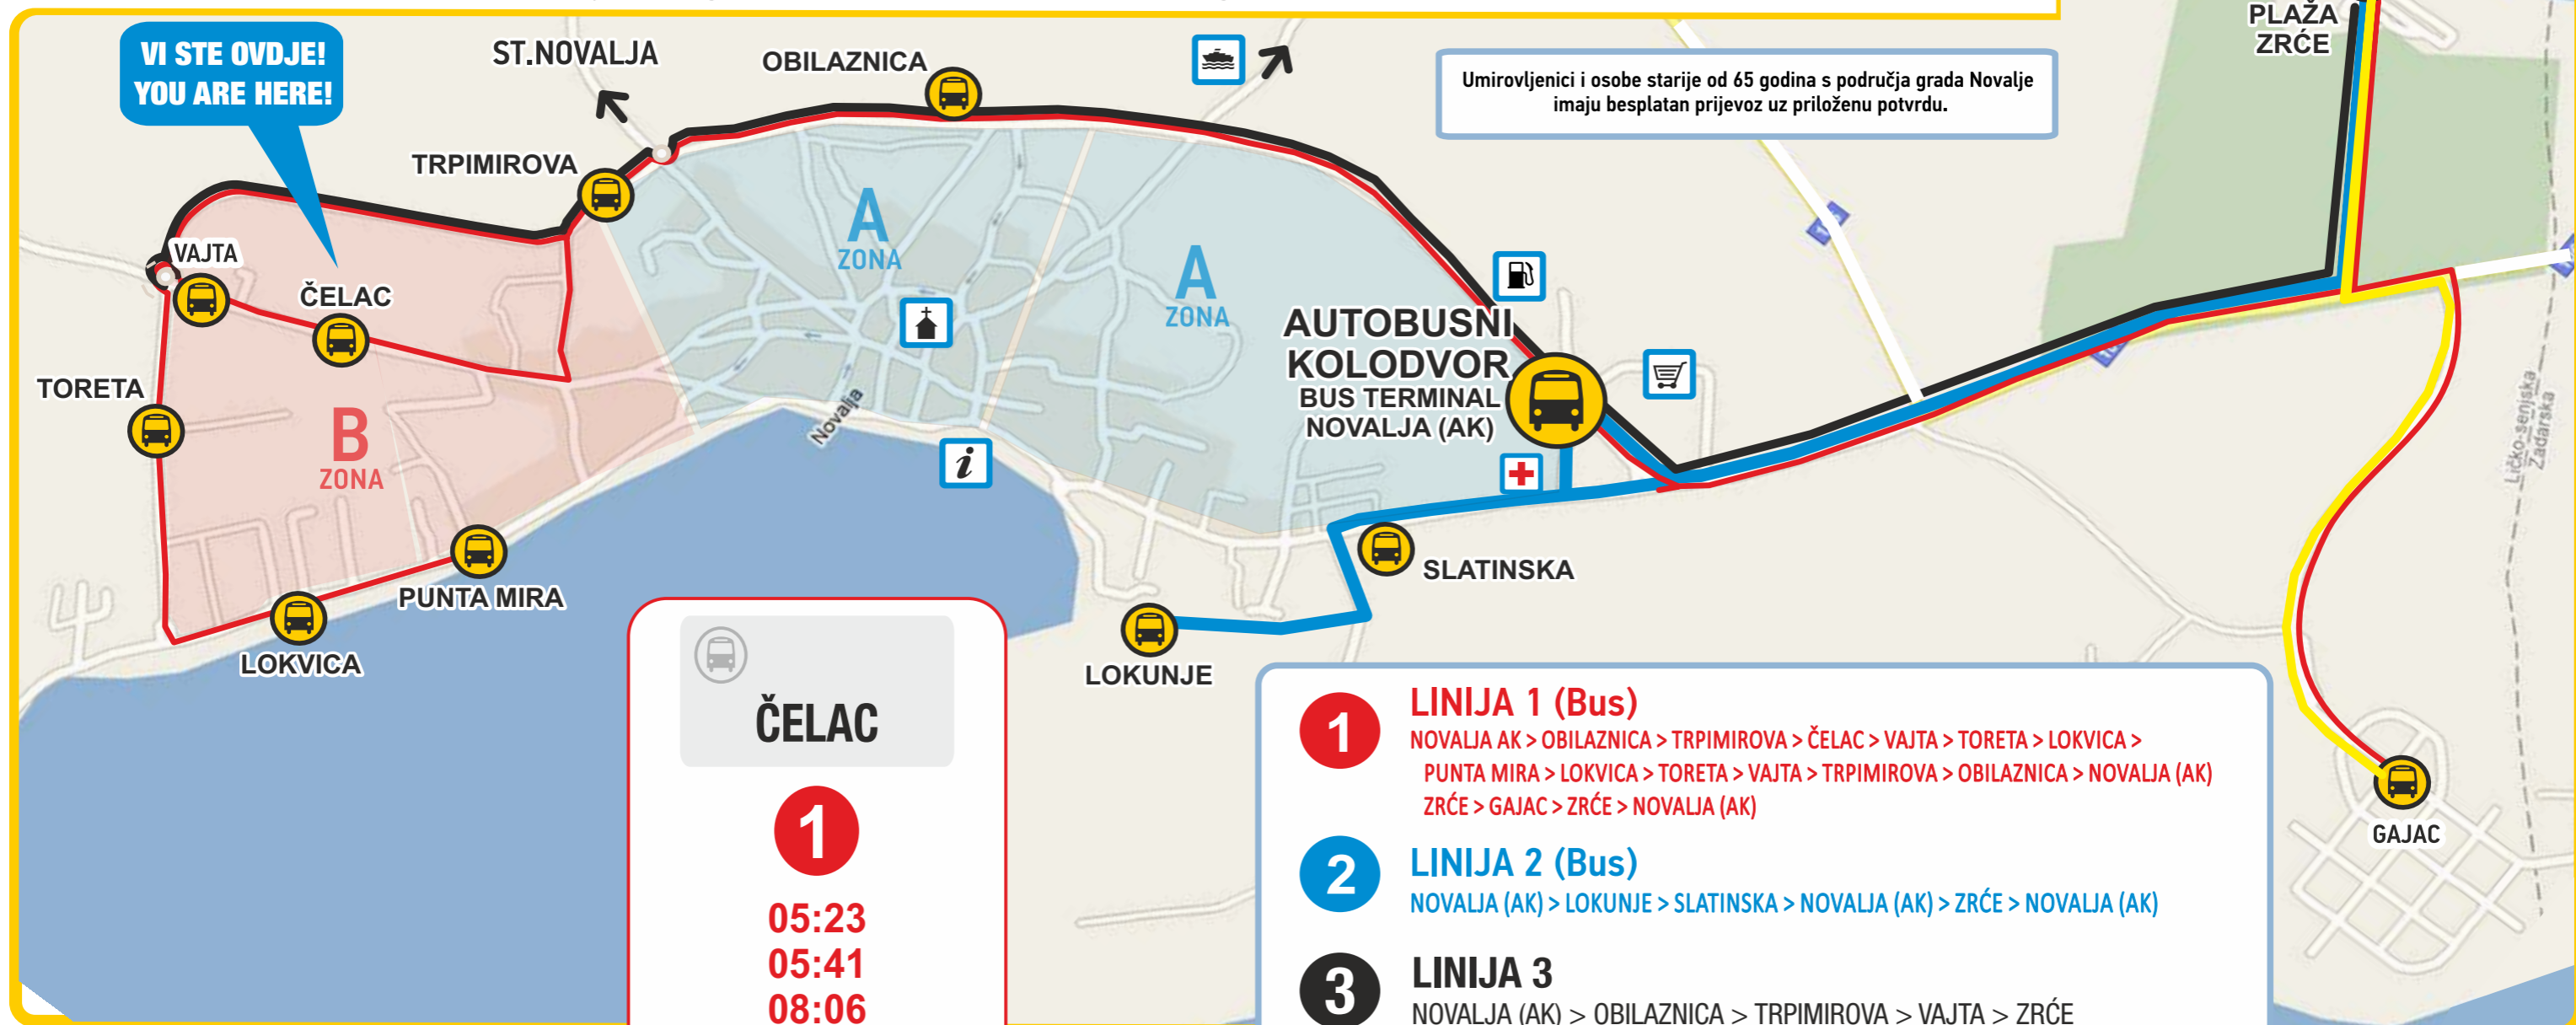 VI STE OVDJE!
YOU ARE HERE!
ST.NOVALJA
OBILAZNICA
PLAŽA
ZRĆE
Umirovljenici i osobe starije od 65 godina s područja grada Novalje
imaju besplatan prijevoz uz priloženu potvrdu.
TRPIMIROVA
A
ZONA
A
ZONA
VAJTA
ČELAC
TORETA
B
ZONA
AUTOBUSNI
KOLODVOR
BUS TERMINAL
NOVALJA (AK)
Novalja
i
Ličko-senjska
Zadarska
SLATINSKA
PUNTA MIRA
LOKVICA
LOKUNJE
GAJAC
ČELAC
1
05:23
05:41
08:06
1
LINIJA 1 (Bus)
NOVALJA AK > OBILAZNICA > TRPIMIROVA > ČELAC > VAJTA > TORETA > LOKVICA >
PUNTA MIRA > LOKVICA > TORETA > VAJTA > TRPIMIROVA > OBILAZNICA > NOVALJA (AK)
ZRĆE > GAJAC > ZRĆE > NOVALJA (AK)
2
LINIJA 2 (Bus)
NOVALJA (AK) > LOKUNJE > SLATINSKA > NOVALJA (AK) > ZRĆE > NOVALJA (AK)
3
LINIJA 3
NOVALJA (AK) > OBILAZNICA > TRPIMIROVA > VAJTA > ZRĆE